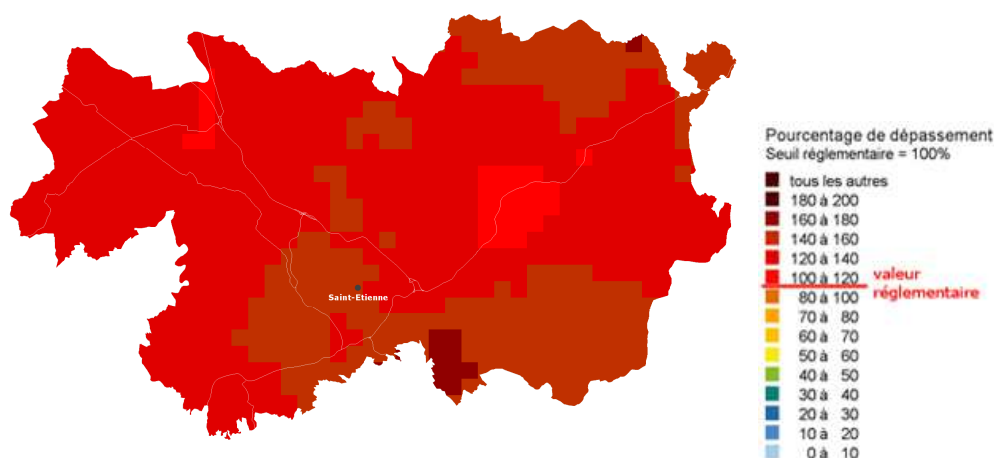 Saint-Etienne
Pourcentage de dépassement
Seuil réglementaire = 100%
tous les autres
180 à 200
160 à 180
140 à 160
120 à 140
100 à 120
valeur réglementaire
80 à 100
70 à 80
60 à 70
50 à 60
40 à 50
30 à 40
20 à 30
10 à 20
0 à 10